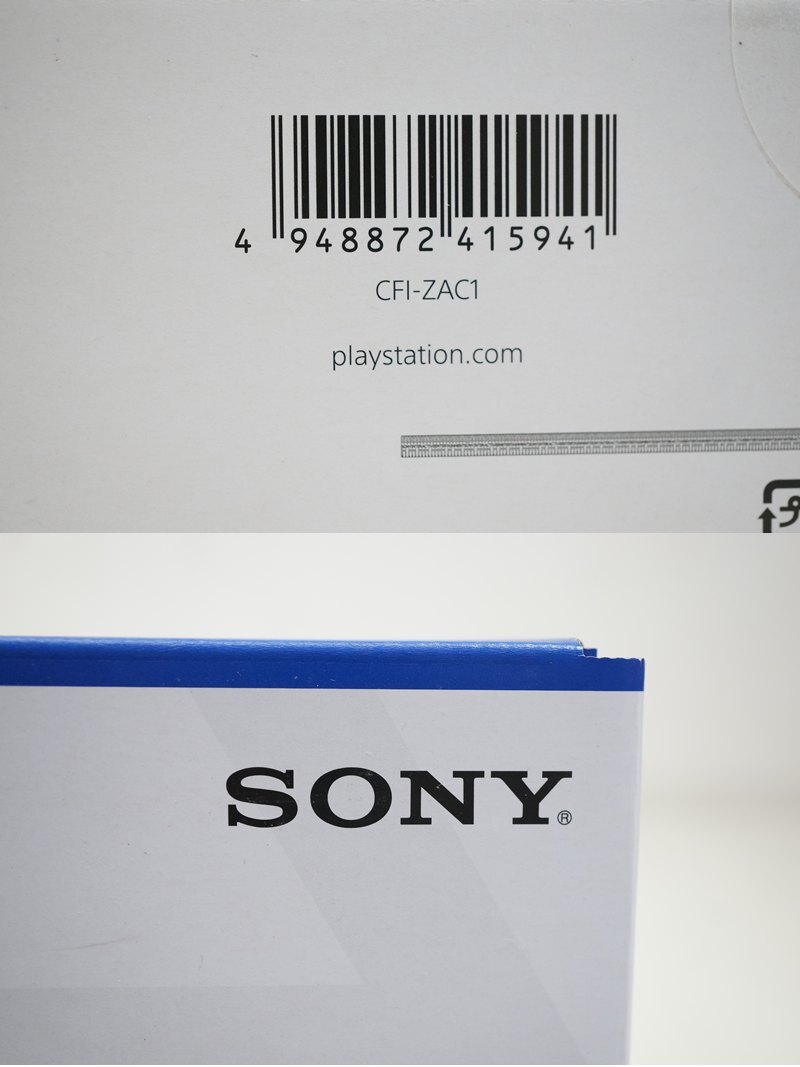 4 948872 415941
CFI-ZAC1
playstation.com
SONY®